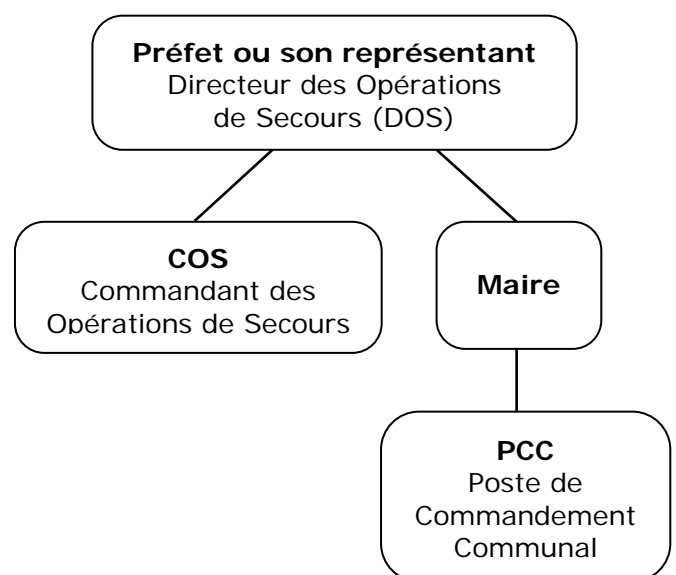 Préfet ou son représentant
Directeur des Opérations
de Secours (DOS)
COS
Commandant des
Opérations de Secours
Maire
PCC
Poste de
Commandement
Communal